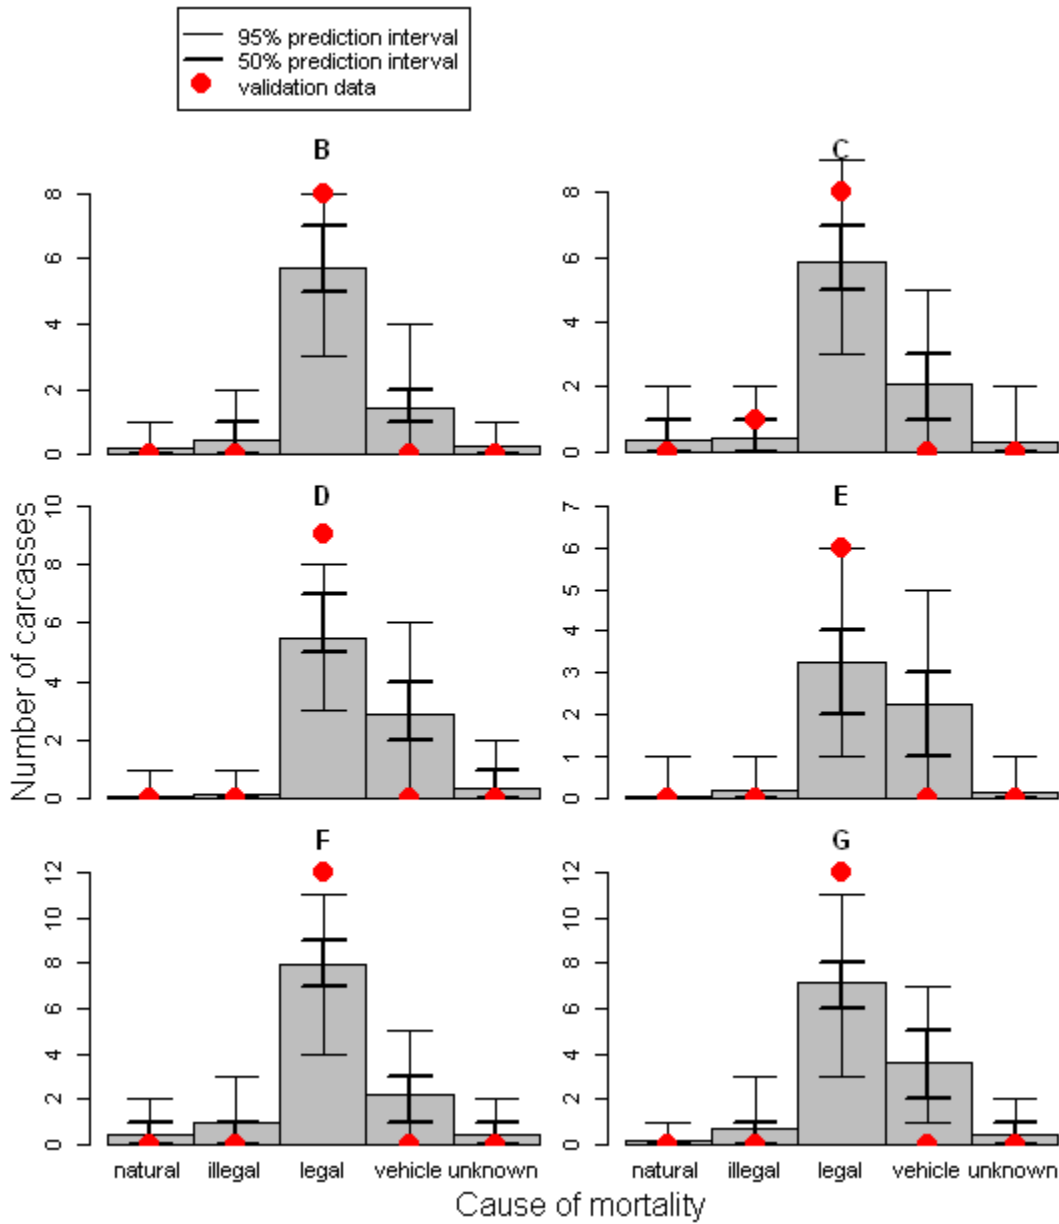 95% prediction interval
50% prediction interval
validation data
B
C
8
6
4
2
0
8
6
4
2
0
D
E
10
8
6
4
2
0
7
6
5
4
3
2
1
0
F
G
12
10
8
6
4
2
0
12
10
8
6
4
2
0
Number of carcasses
natural illegal legal vehicle unknown
natural illegal legal vehicle unknown
Cause of mortality